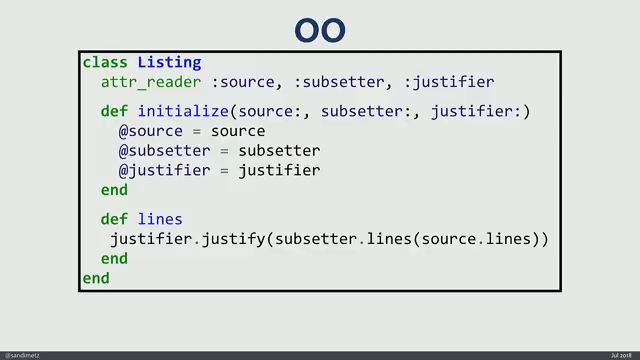 OO
class Listing
attr_reader :source, :subsetter, :justifier
def initialize(source:, subsetter:, justifier:)
@source = source
@subsetter = subsetter
@justifier = justifier
end
def lines
justifier.justify(subsetter.lines(source.lines))
end
end
@sandimetz
Jul 2018